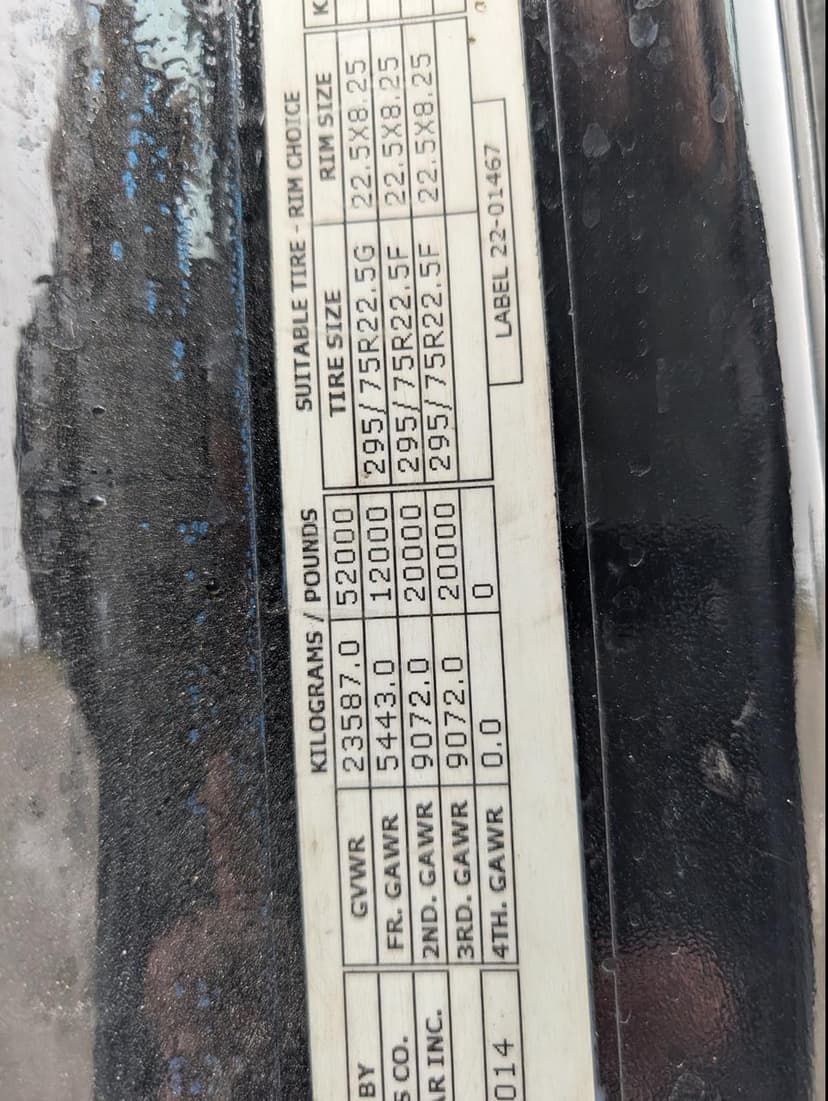 KILOGRAMS / POUNDS SUITABLE TIRE - RIM CHOICE
BY GVWR 23587.0 52000 TIRE SIZE RIM SIZE K
S CO. FR. GAWR 5443.0 12000 295/75R22.5G 22.5X8.25
AR INC. 2ND. GAWR 9072.0 20000 295/75R22.5F 22.5X8.25
3RD. GAWR 9072.0 20000 295/75R22.5F 22.5X8.25
014 4TH. GAWR 0.0 0
LABEL 22-01467